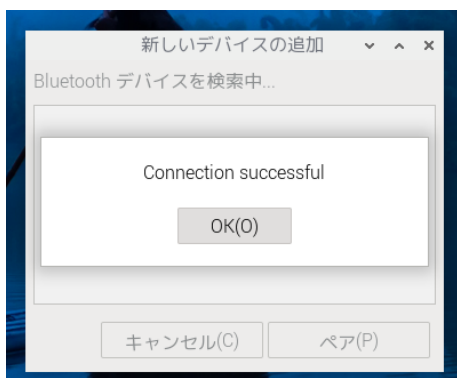 新しいデバイスの追加
Bluetooth デバイスを検索中...
Connection successful
OK(O)
キャンセル(C)
ペア(P)